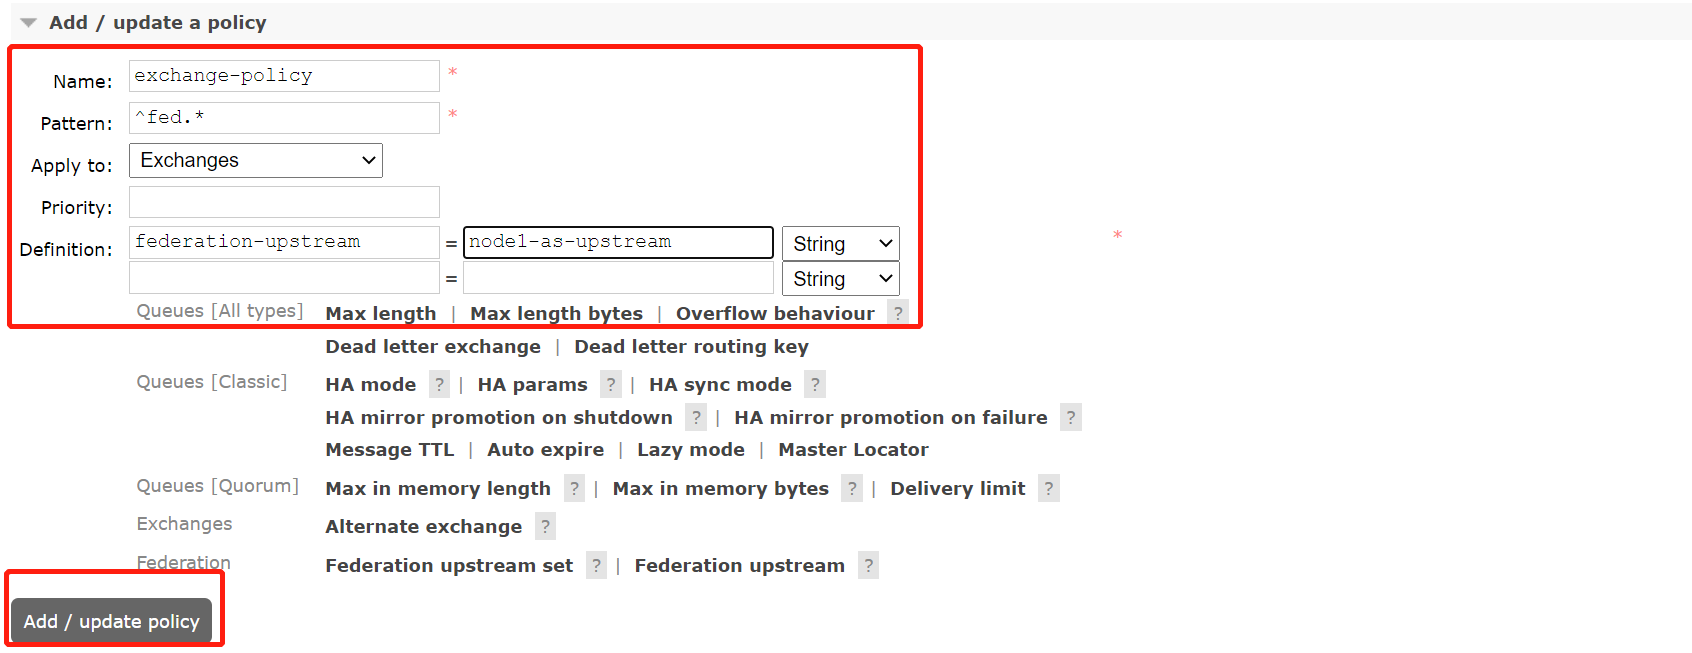 Add / update a policy
Name: exchange-policy *
Pattern: ^fed.* *
Apply to: Exchanges
Priority:
Definition: federation-upstream = node1-as-upstream String *
= String
Queues [All types] Max length | Max length bytes | Overflow behaviour ?
Dead letter exchange | Dead letter routing key
Queues [Classic] HA mode ? | HA params ? | HA sync mode ?
HA mirror promotion on shutdown ? | HA mirror promotion on failure ?
Message TTL | Auto expire | Lazy mode | Master Locator
Queues [Quorum] Max in memory length ? | Max in memory bytes ? | Delivery limit ?
Exchanges Alternate exchange ?
Federation Federation upstream set ? | Federation upstream ?
Add / update policy